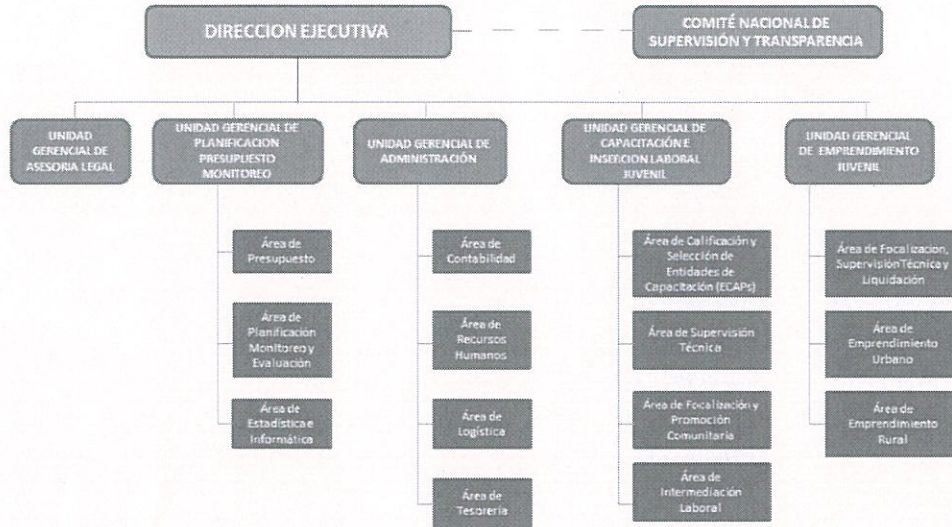 DIRECCION EJECUTIVA
COMITÉ NACIONAL DE
SUPERVISIÓN Y TRANSPARENCIA
UNIDAD
GERENCIAL DE
ASESORIA LEGAL
UNIDAD GERENCIAL DE
PLANIFICACION
PRESUPUESTO
MONITOREO
UNIDAD GERENCIAL DE
ADMINISTRACIÓN
UNIDAD GERENCIAL DE
CAPACITACIÓN E
INSERCION LABORAL
JUVENIL
UNIDAD GERENCIAL
DE EMPRENDIMIENTO
JUVENIL
Área de
Presupuesto
Área de
Planificación
Monitoreo y
Evaluación
Área de
Estadística e
Informática
Área de
Contabilidad
Área de
Recursos
Humanos
Área de
Logística
Área de
Tesorería
Área de Calificación y
Selección de
Entidades de
Capacitación (ECAPs)
Área de Supervisión
Técnica
Área de Focalización y
Promoción
Comunitaria
Área de
Intermediación
Laboral
Área de Focalización,
Supervisión Técnica y
Liquidación
Área de
Emprendimiento
Urbano
Área de
Emprendimiento
Rural